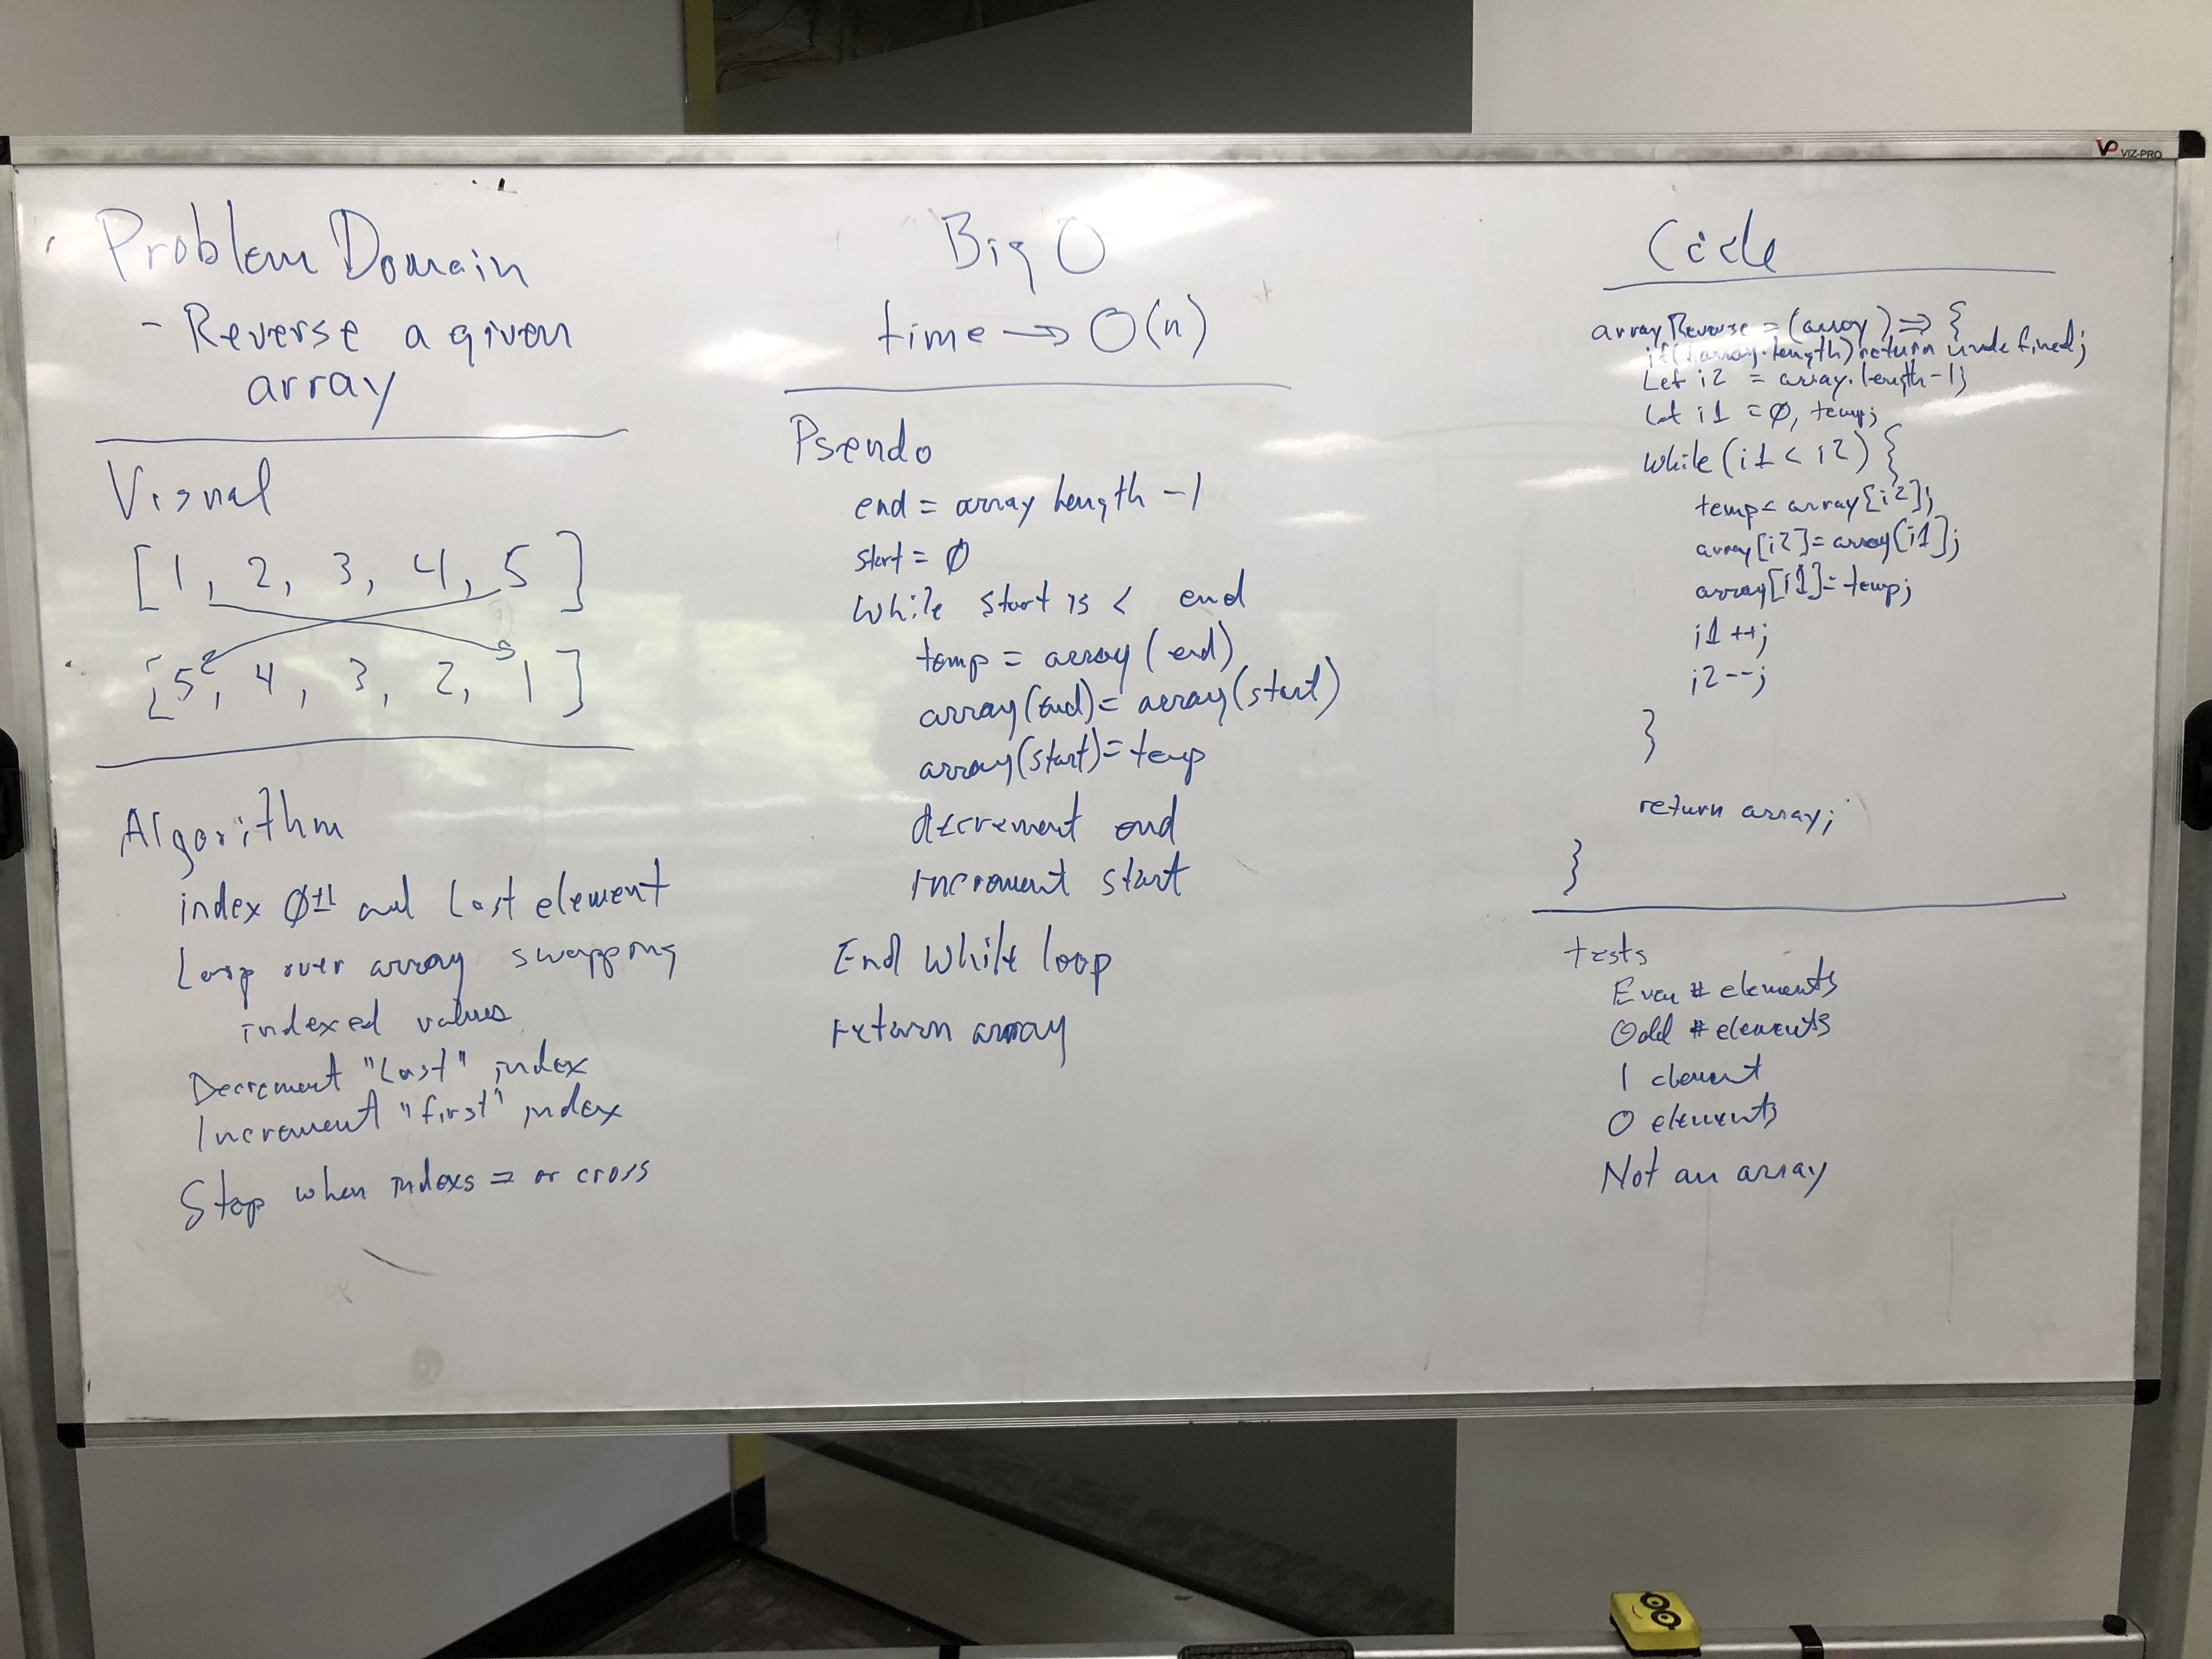 Problem Domain
- Reverse a given
array
Visual
[1, 2, 3, 4, 5]
[5, 4, 3, 2, 1]
Algorithm
index Ø and last element
Loop over array swapping
indexed values
Decrement "Last" index
Increment "first" index
Stop when indexs = or cross
Big O
time → O(n)
Pseudo
end = array length -1
start = Ø
While start is < end
temp = array(end)
array(end)= array(start)
array(start)= temp
decrement end
increment start
End While loop
return array
Code
arrayReverse = (array) => {
if(!array.length) return undefined;
Let i2 = array.length-1;
Let i1 = Ø, temp;
While (i1 < i2) {
temp= array[i2];
array[i2]=array[i1];
array[i1]=temp;
i1++;
i2--;
}
return array;
}
tests
Even # elements
Odd # elements
1 element
0 elements
Not an array
VP VIZ-PRO